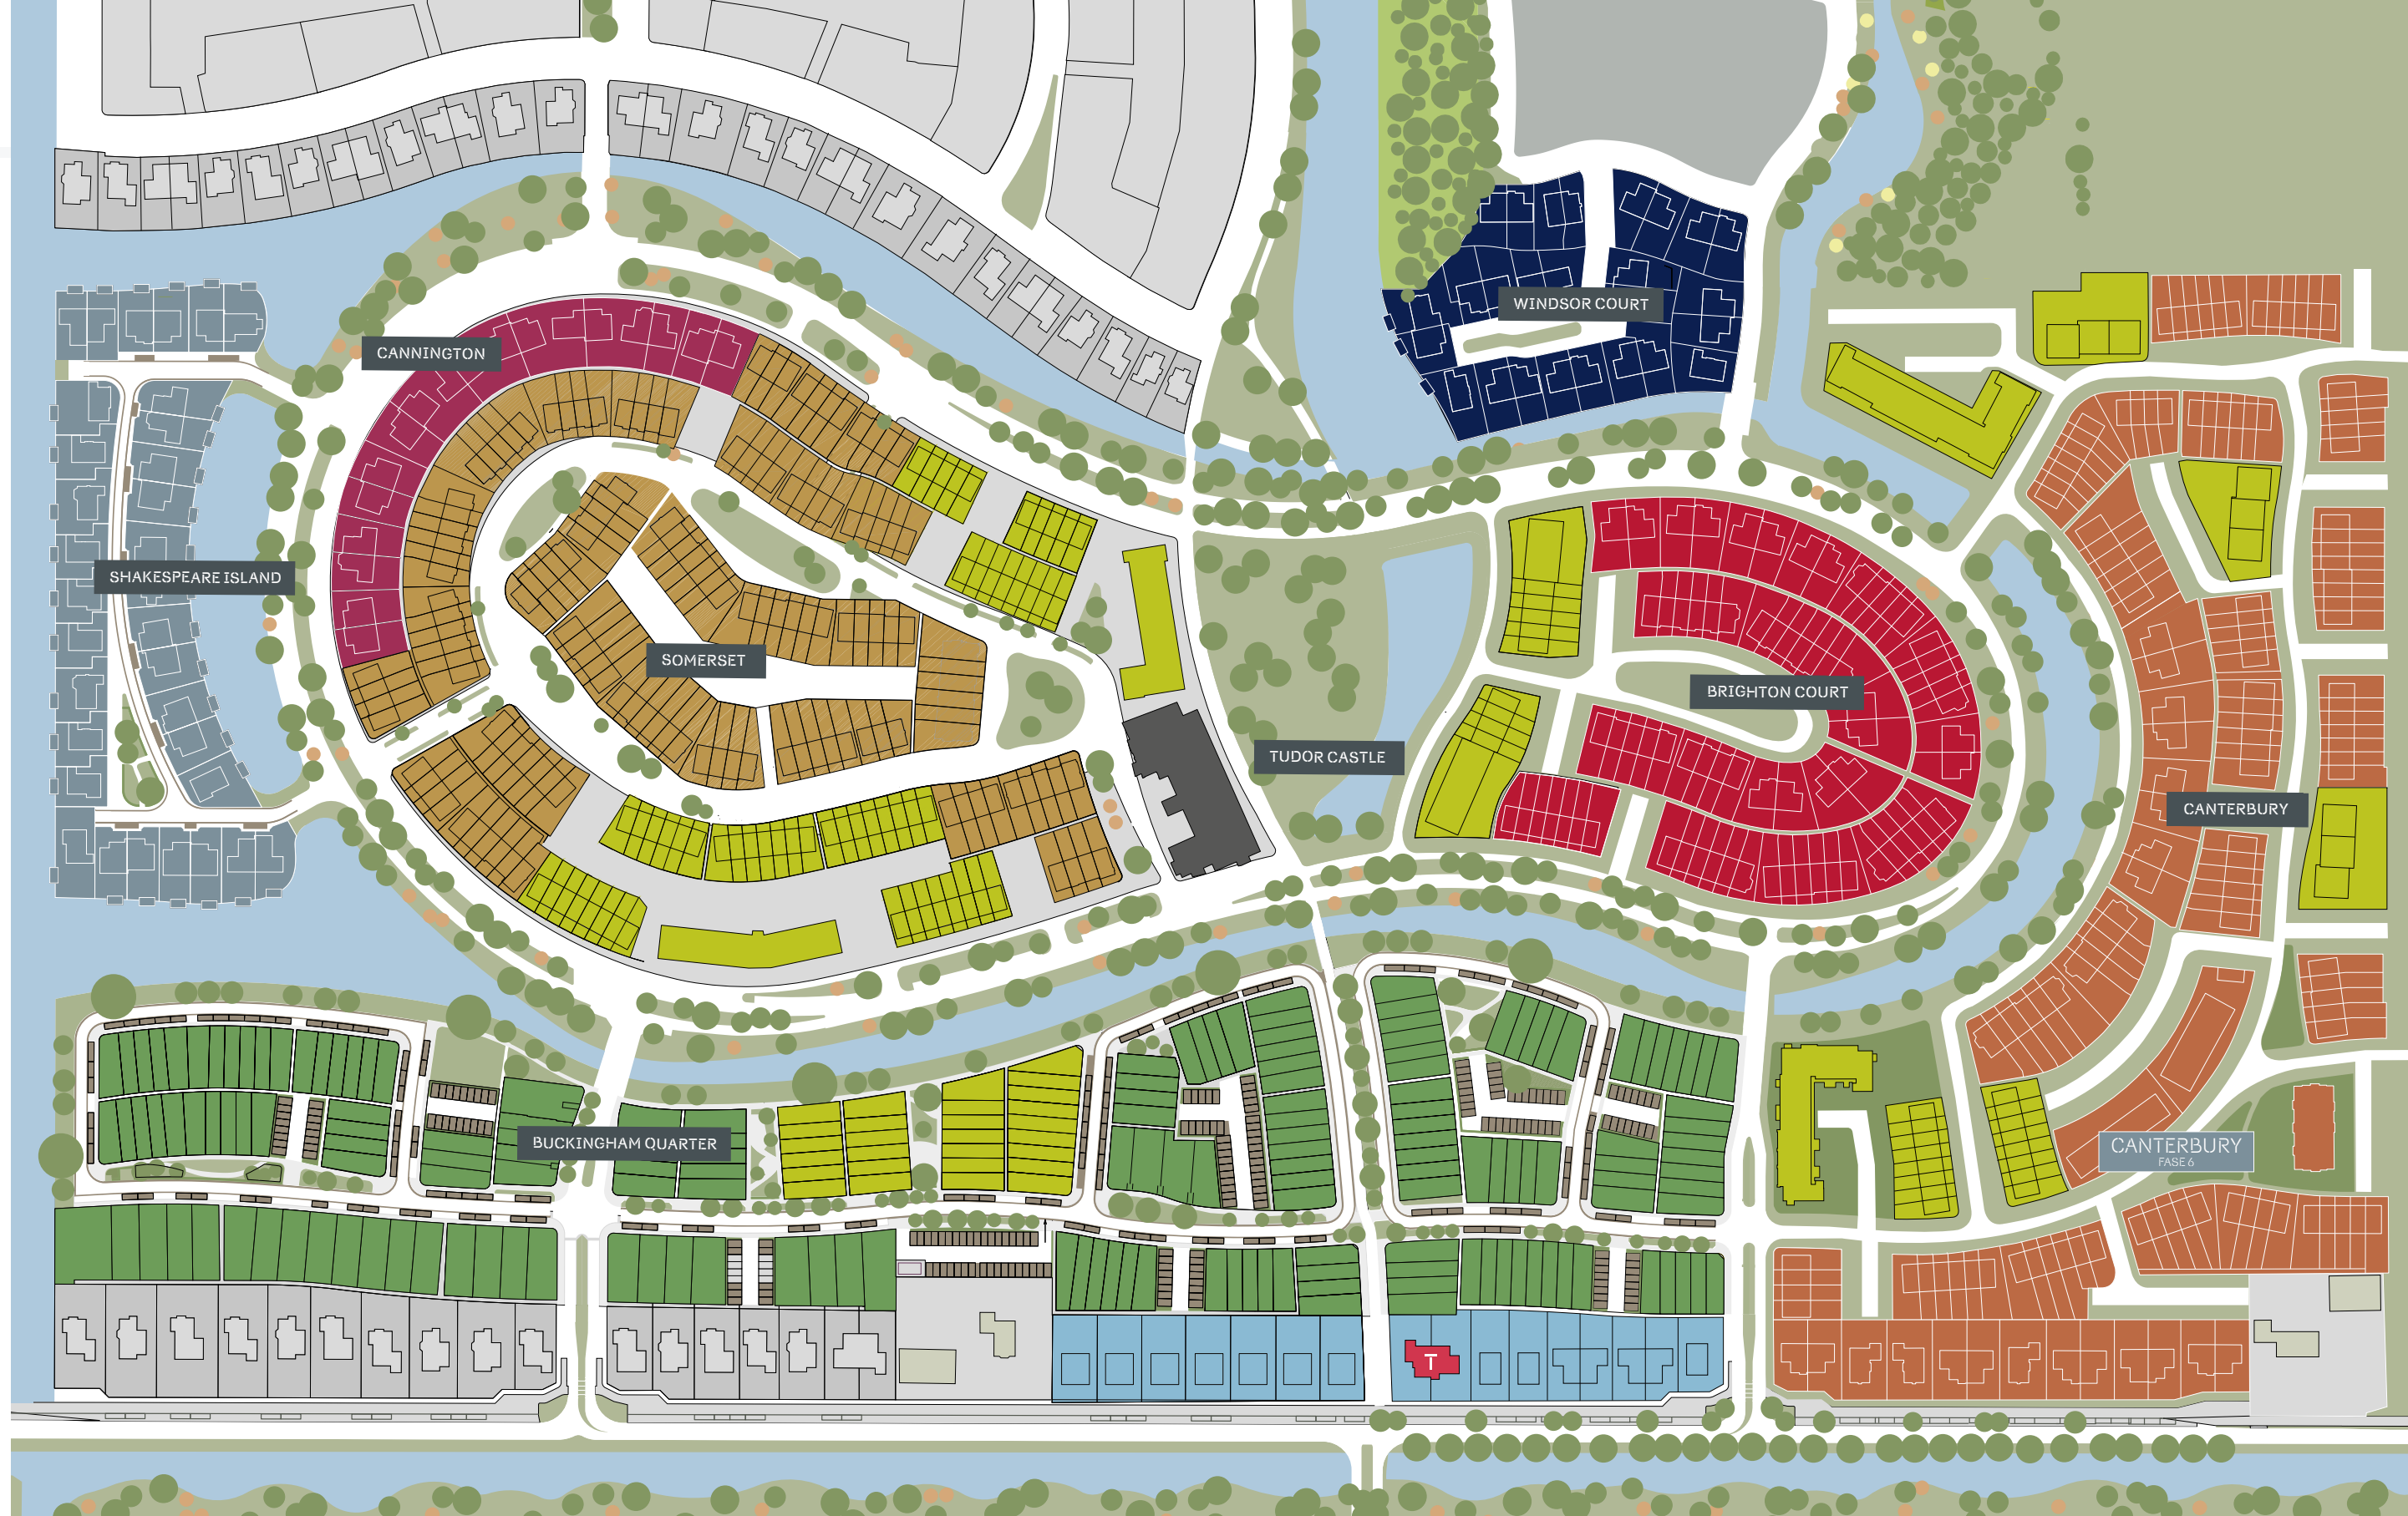 WINDSOR COURT
CANNINGTON
SHAKESPEARE ISLAND
SOMERSET
BRIGHTON COURT
TUDOR CASTLE
CANTERBURY
BUCKINGHAM QUARTER
CANTERBURY
FASE 6
T